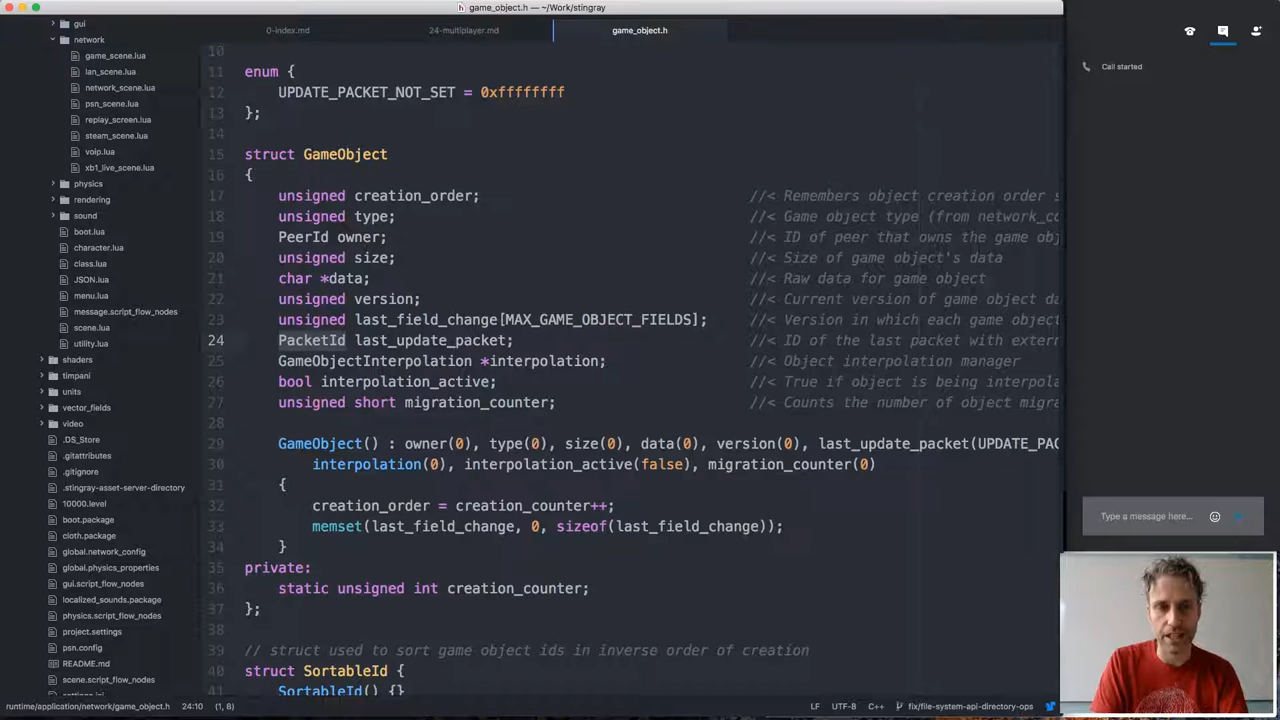 game_object.h — ~/Work/stingray
0-index.md
24-multiplayer.md
game_object.h
gui
network
game_scene.lua
lan_scene.lua
network_scene.lua
psn_scene.lua
replay_screen.lua
steam_scene.lua
voip.lua
xb1_live_scene.lua
physics
rendering
sound
boot.lua
character.lua
class.lua
JSON.lua
menu.lua
message.script_flow_nodes
scene.lua
utility.lua
shaders
timpani
units
vector_fields
video
.DS_Store
.gitattributes
.gitignore
.stingray-asset-server-directory
10000.level
boot.package
cloth.package
global.network_config
global.physics_properties
gui.script_flow_nodes
localized_sounds.package
physics.script_flow_nodes
project.settings
psn.config
README.md
scene.script_flow_nodes
settings.ini
10
11 enum {
12 UPDATE_PACKET_NOT_SET = 0xffffffff
13 };
14
15 struct GameObject
16 {
17 unsigned creation_order; //< Remembers object creation order s
18 unsigned type; //< Game object type (from network_co
19 PeerId owner; //< ID of peer that owns the game obj
20 unsigned size; //< Size of game object's data
21 char *data; //< Raw data for game object
22 unsigned version; //< Current version of game object da
23 unsigned last_field_change[MAX_GAME_OBJECT_FIELDS]; //< Version in which each game objec
24 PacketId last_update_packet; //< ID of the last packet with extern
25 GameObjectInterpolation *interpolation; //< Object interpolation manager
26 bool interpolation_active; //< True if object is being interpola
27 unsigned short migration_counter; //< Counts the number of object migra
28
29 GameObject() : owner(0), type(0), size(0), data(0), version(0), last_update_packet(UPDATE_PAC
30 interpolation(0), interpolation_active(false), migration_counter(0)
31 {
32 creation_order = creation_counter++;
33 memset(last_field_change, 0, sizeof(last_field_change));
34 }
35 private:
36 static unsigned int creation_counter;
37 };
38
39 // struct used to sort game object ids in inverse order of creation
40 struct SortableId {
41 SortableId() {}
runtime/application/network/game_object.h 24:10 (1, 8)
LF UTF-8 C++ fix/file-system-api-directory-ops
Call started
Type a message here...